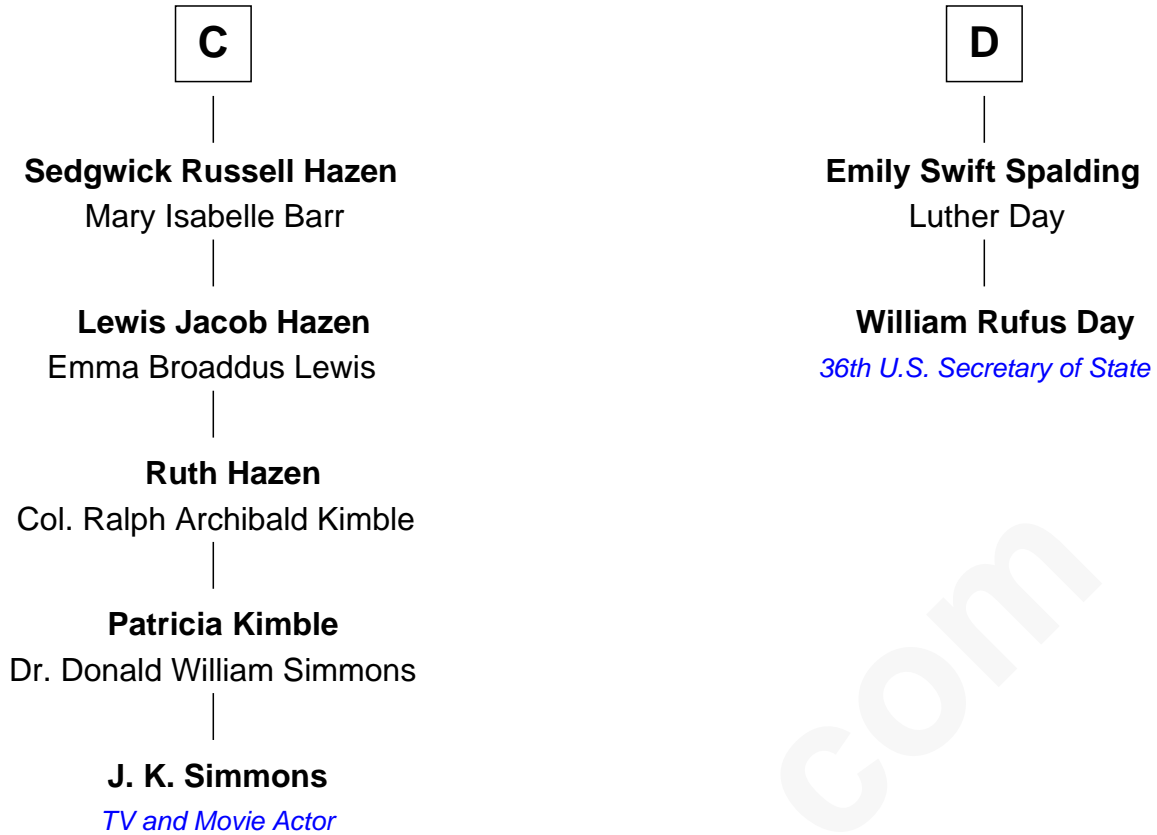 C
Sedgwick Russell Hazen
Mary Isabelle Barr
Lewis Jacob Hazen
Emma Broaddus Lewis
Ruth Hazen
Col. Ralph Archibald Kimble
Patricia Kimble
Dr. Donald William Simmons
J. K. Simmons
TV and Movie Actor
D
Emily Swift Spalding
Luther Day
William Rufus Day
36th U.S. Secretary of State
com